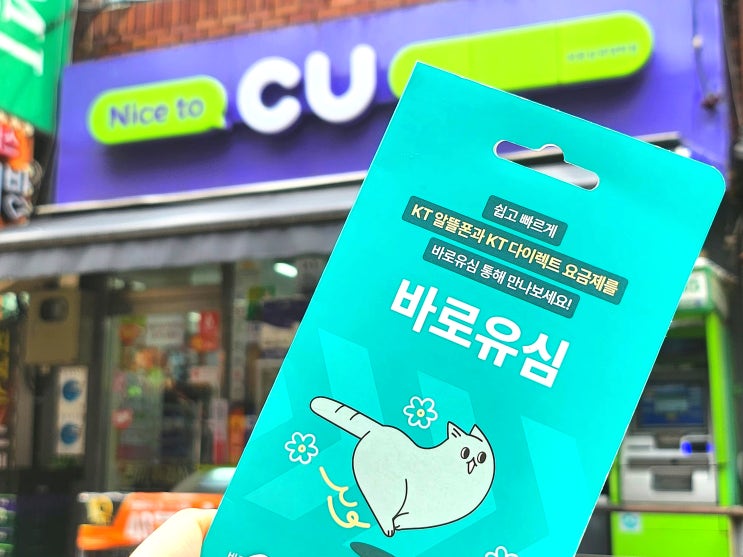 Nice to CU
쉽고 빠르게
KT 알뜰폰과 KT 다이렉트 요금제를
바로유심 통해 만나보세요!
바로유심